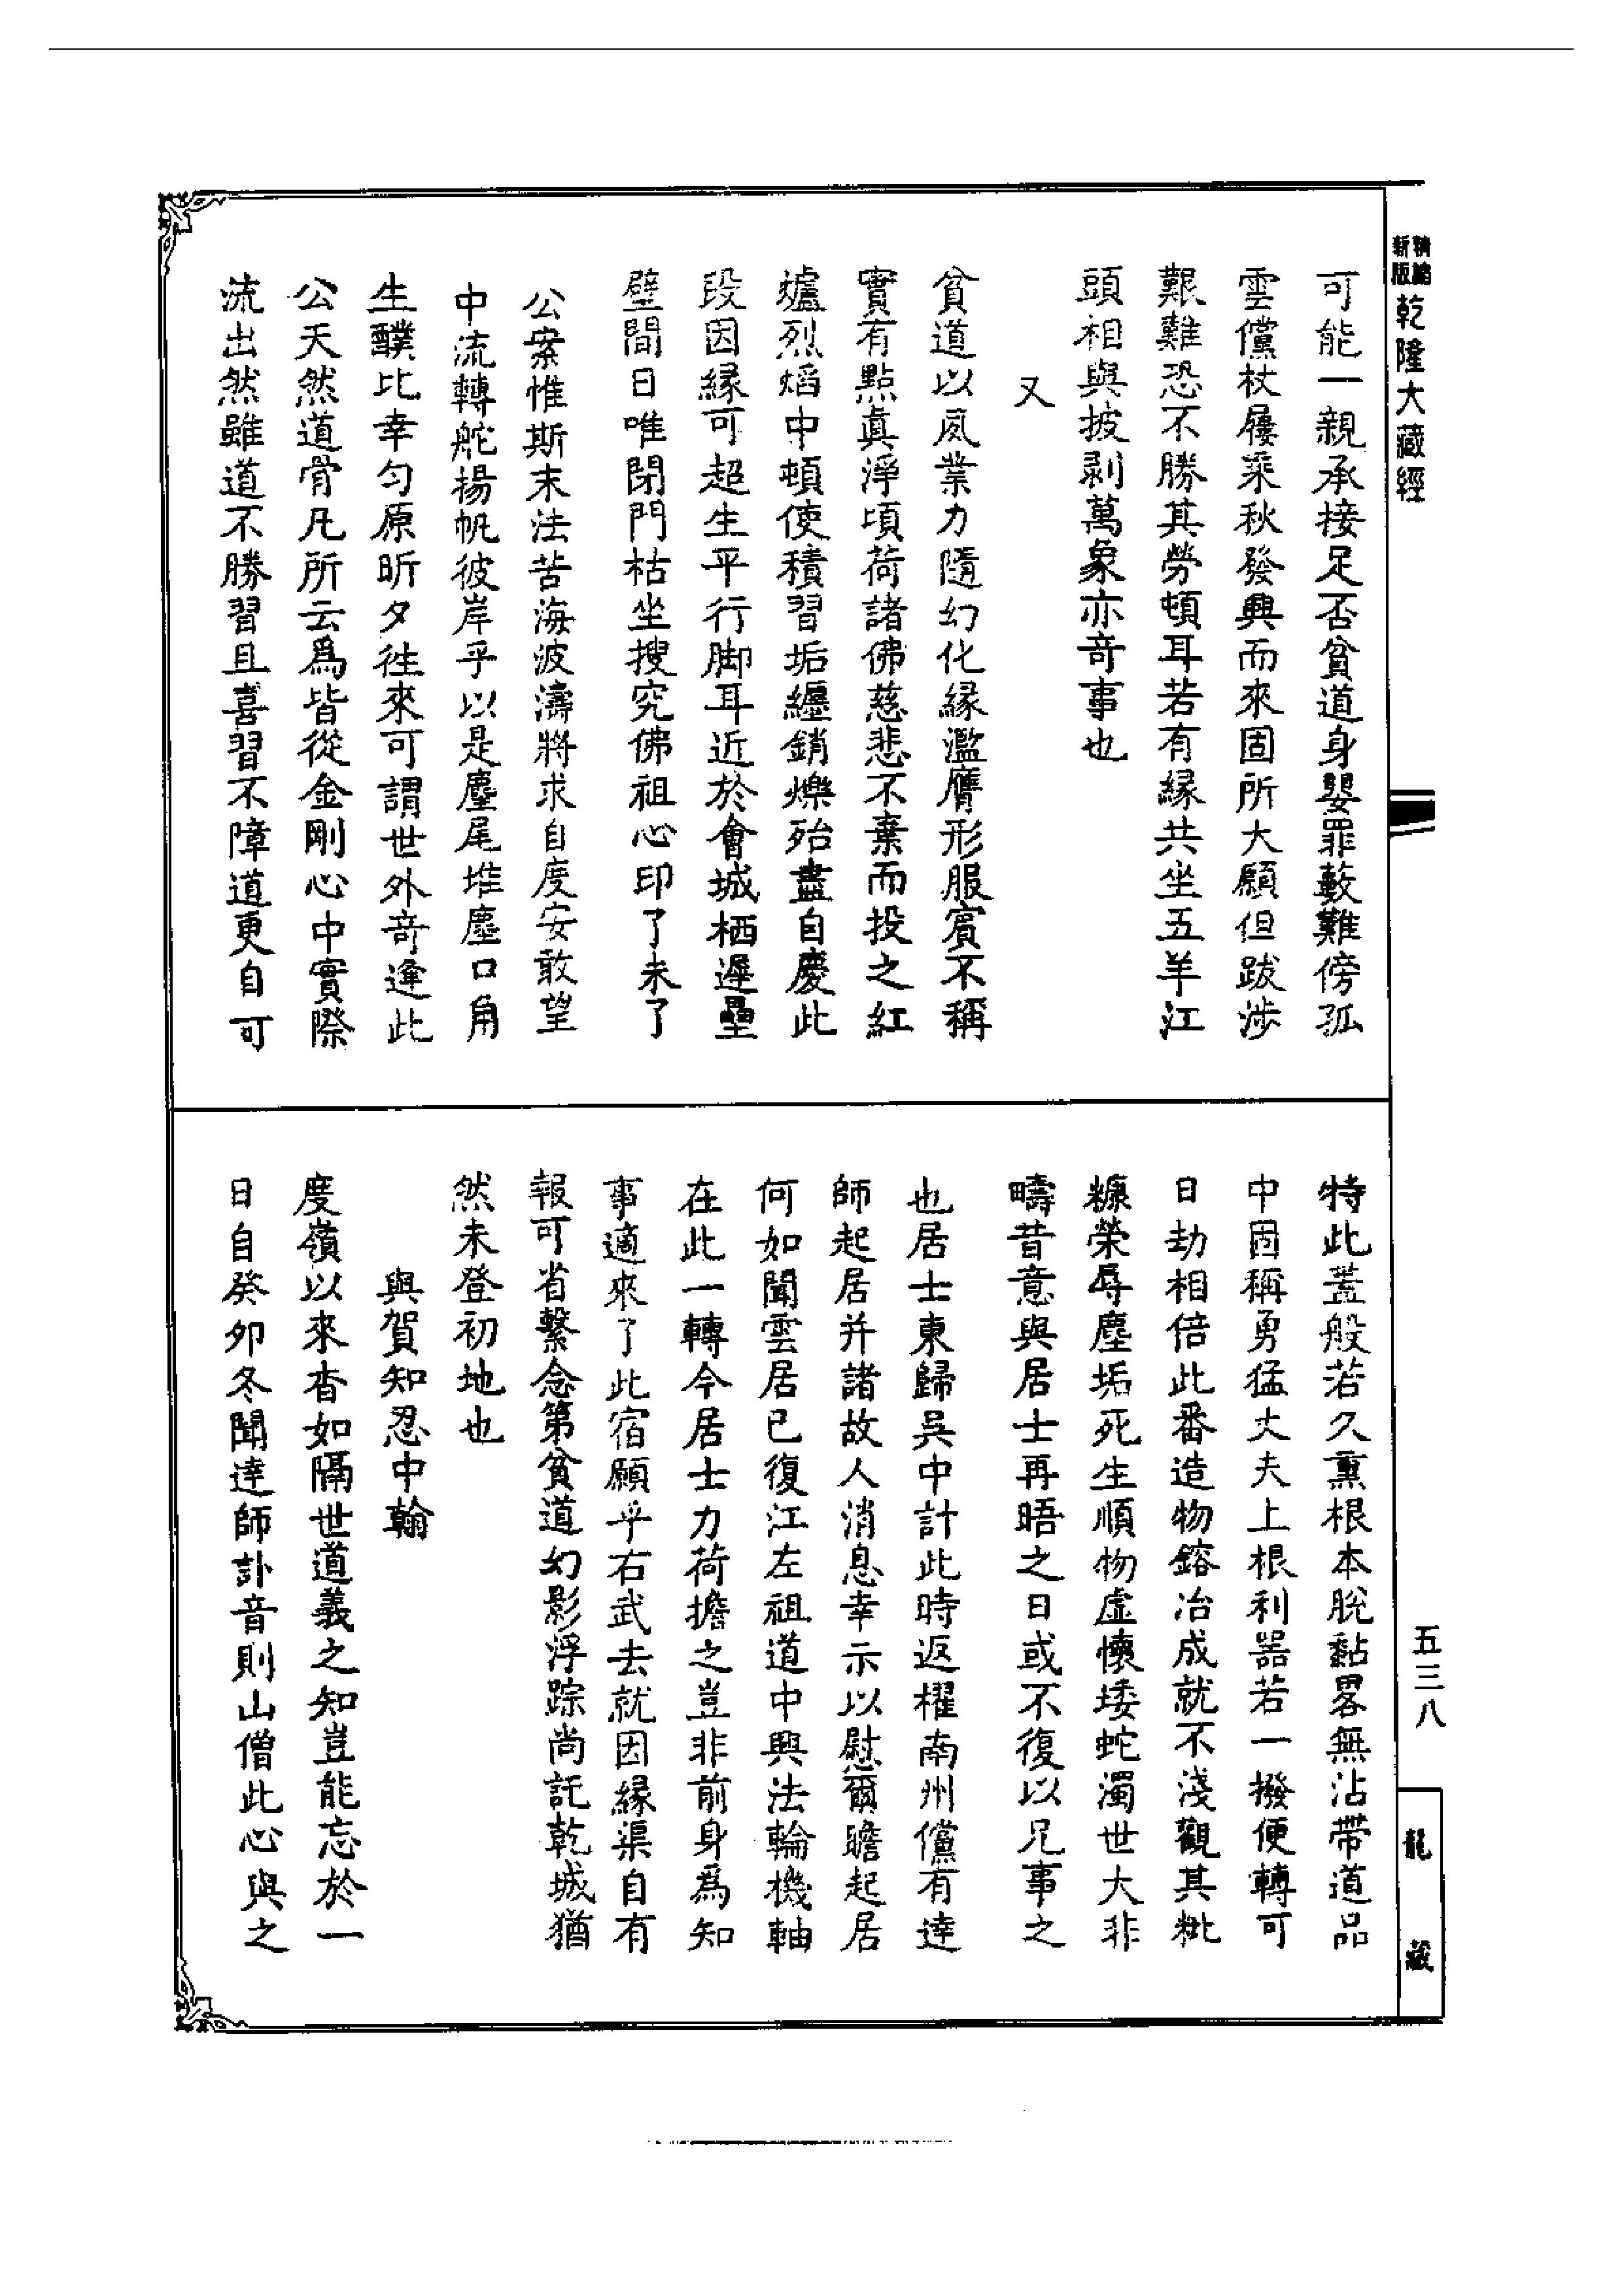 新版 精縮 乾隆大藏經
可能一親承接足否貧道身嬰罪藪難傍孤
雲儻杖屨乘秋發興而來固所大願但跋涉
艱難恐不勝其勞頓耳若有緣共坐五羊江
頭相與披剥萬象亦竒事也
又
貧道以夙業力隨幻化緣濫膺形服賓不稱
實有點真淨頃荷諸佛慈悲不棄而投之紅
爐烈熖中頓使積習垢纏銷爍殆盡自慶此
段因緣可超生平行脚耳近於會城栖遲壘
壁間日唯閉門枯坐搜究佛祖心印了未了
公案惟斯末法苦海波濤將求自度安敢望
中流轉舵揚帆彼岸乎以是塵尾堆塵口角
生醭比幸勻原昕夕徃來可謂世外竒逢此
公天然道骨凡所云爲皆從金剛心中實際
流出然雖道不勝習且喜習不障道更自可
特此蓋般若久熏根本脫黏畧無沾帶道品
中固稱勇猛丈夫上根利噐若一撥便轉可
日劫相倍此番造物鎔冶成就不淺觀其粃
糠榮辱塵垢死生順物虛懷逶蛇濁世大非
疇昔意與居士再晤之日或不復以兄事之
也居士東歸吳中計此時返櫂南州儻有達
師起居并諸故人消息幸示以慰爾瞻起居
何如聞雲居已復江左祖道中興法輪機軸
在此一轉今居士力荷擔之豈非前身為知
事適來了此宿願乎右武去就因緣渠自有
報可省繫念第貧道幻影浮踪尚託乾城猶
然未登初地也
與賀知忍中翰
度嶺以來杳如隔世道義之知豈能忘於一
日自癸夘冬聞達師訃音則山僧此心與之
五三八
龍藏